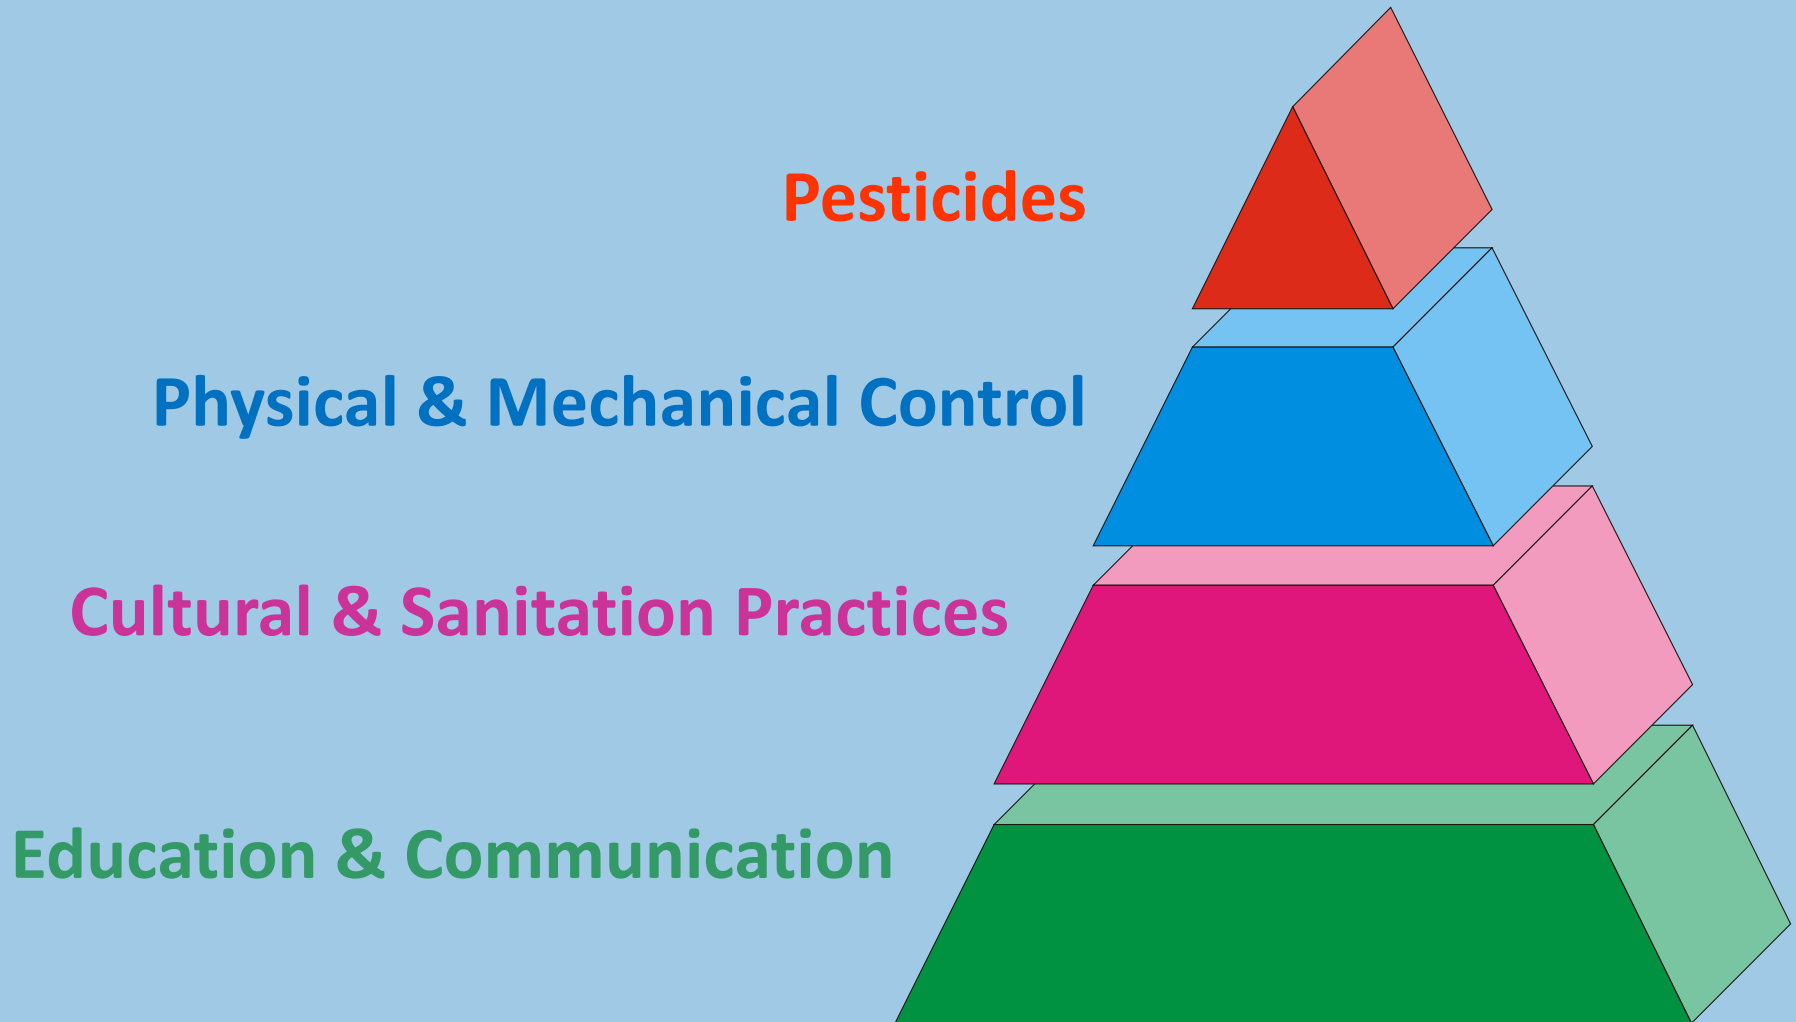 Pesticides
Physical & Mechanical Control
Cultural & Sanitation Practices
Education & Communication